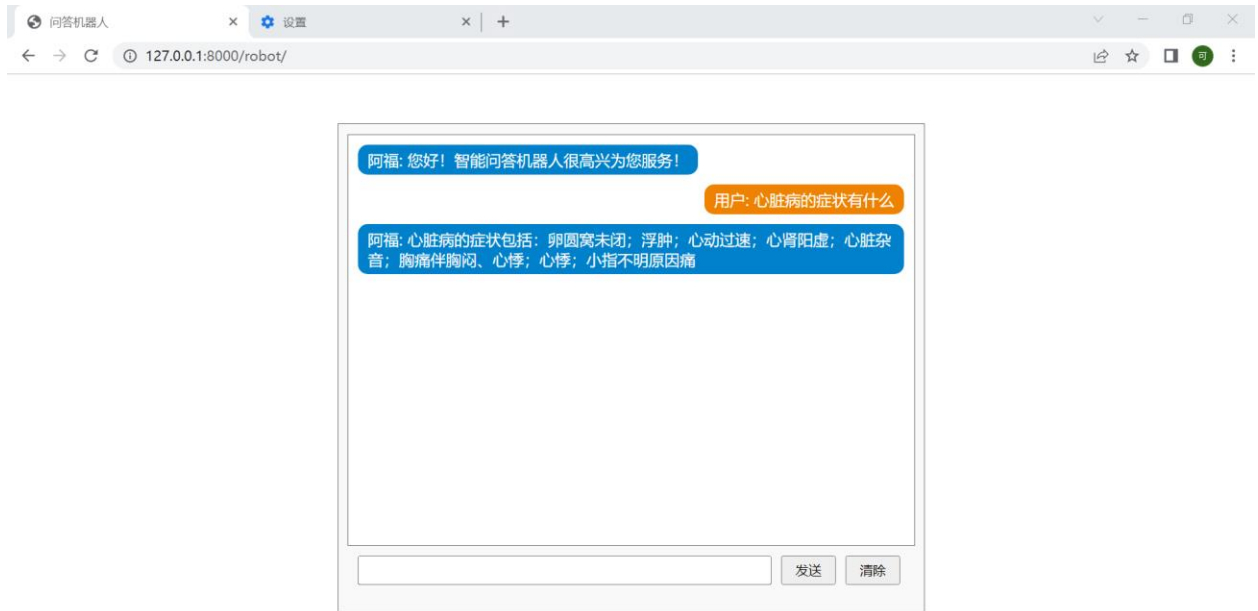 问答机器人
设置
127.0.0.1:8000/robot/
可
阿福: 您好！智能问答机器人很高兴为您服务！
用户: 心脏病的症状有什么
阿福: 心脏病的症状包括：卵圆窝未闭；浮肿；心动过速；心肾阳虚；心脏杂
音；胸痛伴胸闷、心悸；心悸；小指不明原因痛
发送
清除